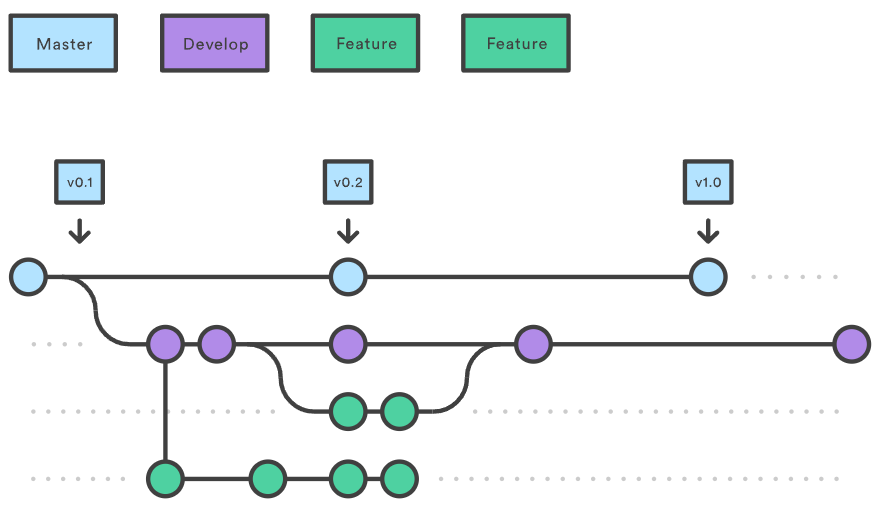 Master
Develop
Feature
Feature
v0.1
v0.2
v1.0